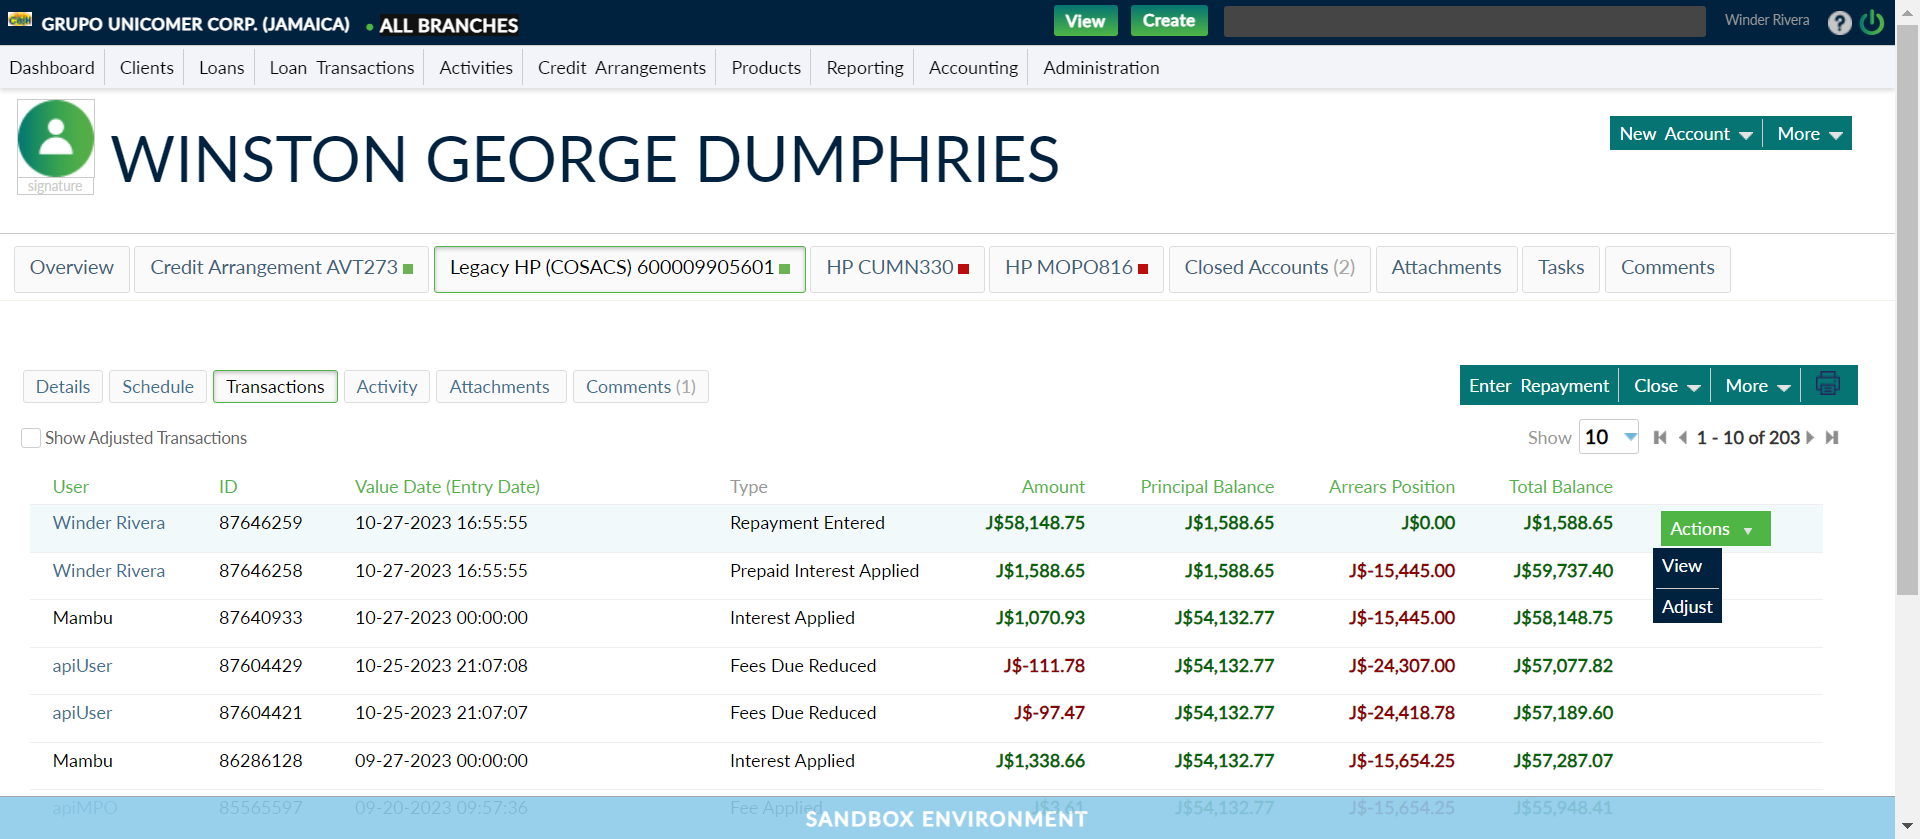 GRUPO UNICOMER CORP. (JAMAICA) • ALL BRANCHES View Create Winder Rivera ?
Dashboard Clients Loans Loan Transactions Activities Credit Arrangements Products Reporting Accounting Administration
WINSTON GEORGE DUMPHRIES
signature
New Account More
Overview Credit Arrangement AVT273 Legacy HP (COSACS) 600009905601 HP CUMN330 HP MOPO816 Closed Accounts (2) Attachments Tasks Comments
Details Schedule Transactions Activity Attachments Comments (1) Enter Repayment Close More
Show Adjusted Transactions Show 10 1 - 10 of 203
User ID Value Date (Entry Date) Type Amount Principal Balance Arrears Position Total Balance
Winder Rivera 87646259 10-27-2023 16:55:55 Repayment Entered J$58,148.75 J$1,588.65 J$0.00 J$1,588.65 Actions
View
Adjust
Winder Rivera 87646258 10-27-2023 16:55:55 Prepaid Interest Applied J$1,588.65 J$1,588.65 J$-15,445.00 J$59,737.40
Mambu 87640933 10-27-2023 00:00:00 Interest Applied J$1,070.93 J$54,132.77 J$-15,445.00 J$58,148.75
apiUser 87604429 10-25-2023 21:07:08 Fees Due Reduced J$-111.78 J$54,132.77 J$-24,307.00 J$57,077.82
apiUser 87604421 10-25-2023 21:07:07 Fees Due Reduced J$-97.47 J$54,132.77 J$-24,418.78 J$57,189.60
Mambu 86286128 09-27-2023 00:00:00 Interest Applied J$1,338.66 J$54,132.77 J$-15,654.25 J$57,287.07
apiMPO 85565597 09-20-2023 09:57:36 Fee Applied J$3.61 J$54,132.77 J$-15,654.25 J$55,948.41
SANDBOX ENVIRONMENT